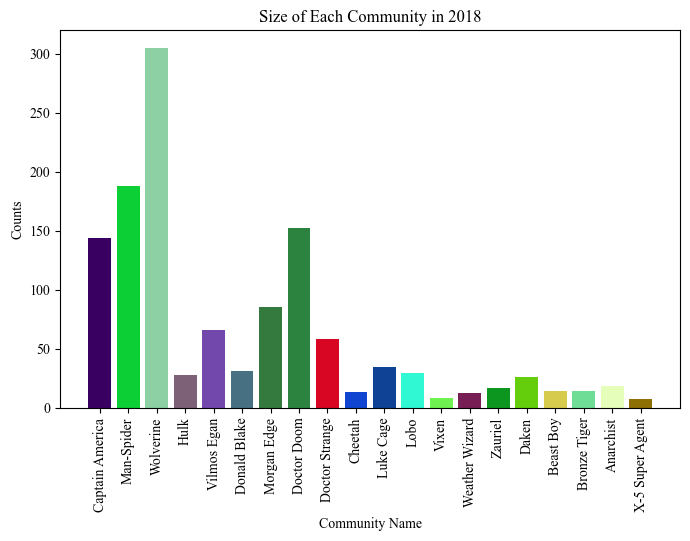 Size of Each Community in 2018
300
250
200
150
100
50
0
Counts
Captain America
Man-Spider
Wolverine
Hulk
Vilmos Egan
Donald Blake
Morgan Edge
Doctor Doom
Doctor Strange
Cheetah
Luke Cage
Lobo
Vixen
Weather Wizard
Zauriel
Daken
Beast Boy
Bronze Tiger
Anarchist
X-5 Super Agent
Community Name